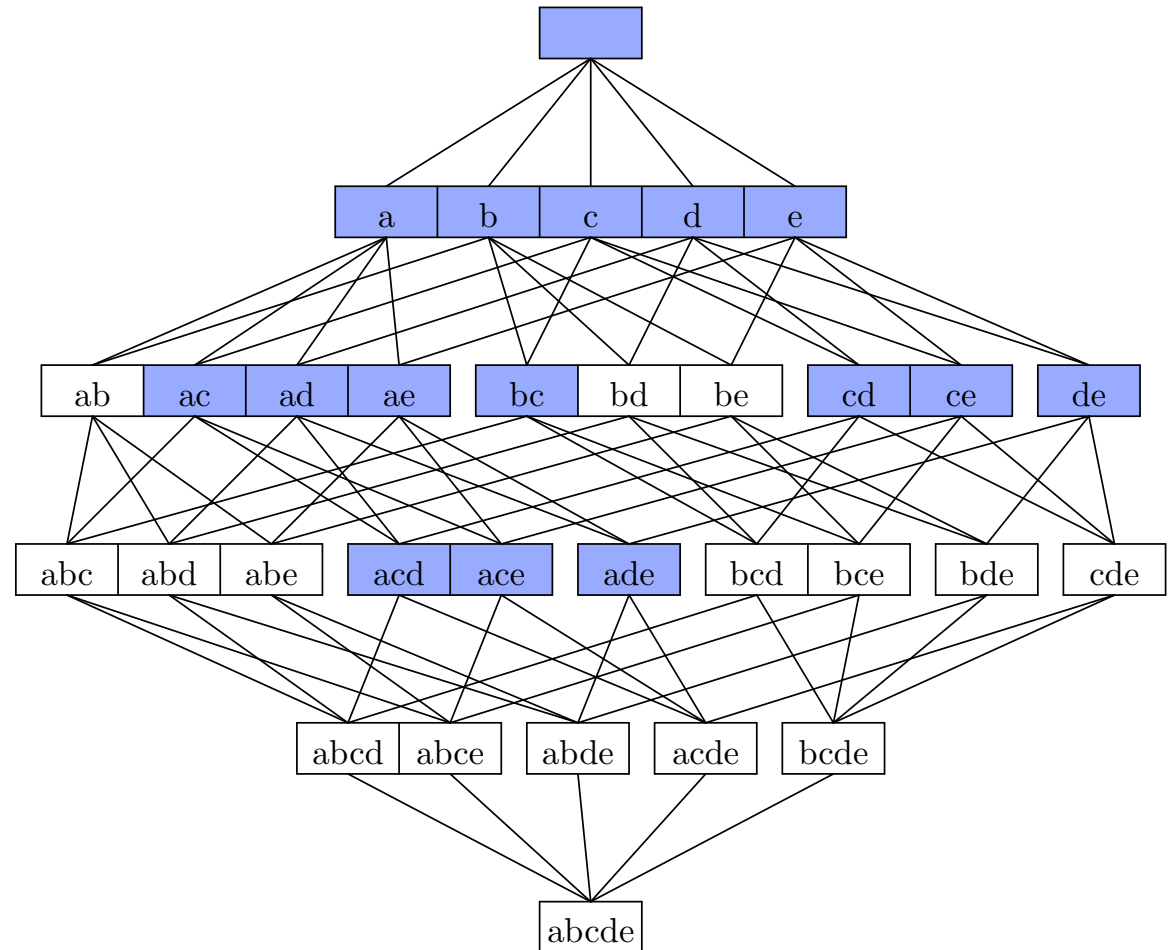 a b c d e
ab ac ad ae bc bd be cd ce de
abc abd abe acd ace ade bcd bce bde cde
abcd abce abde acde bcde
abcde